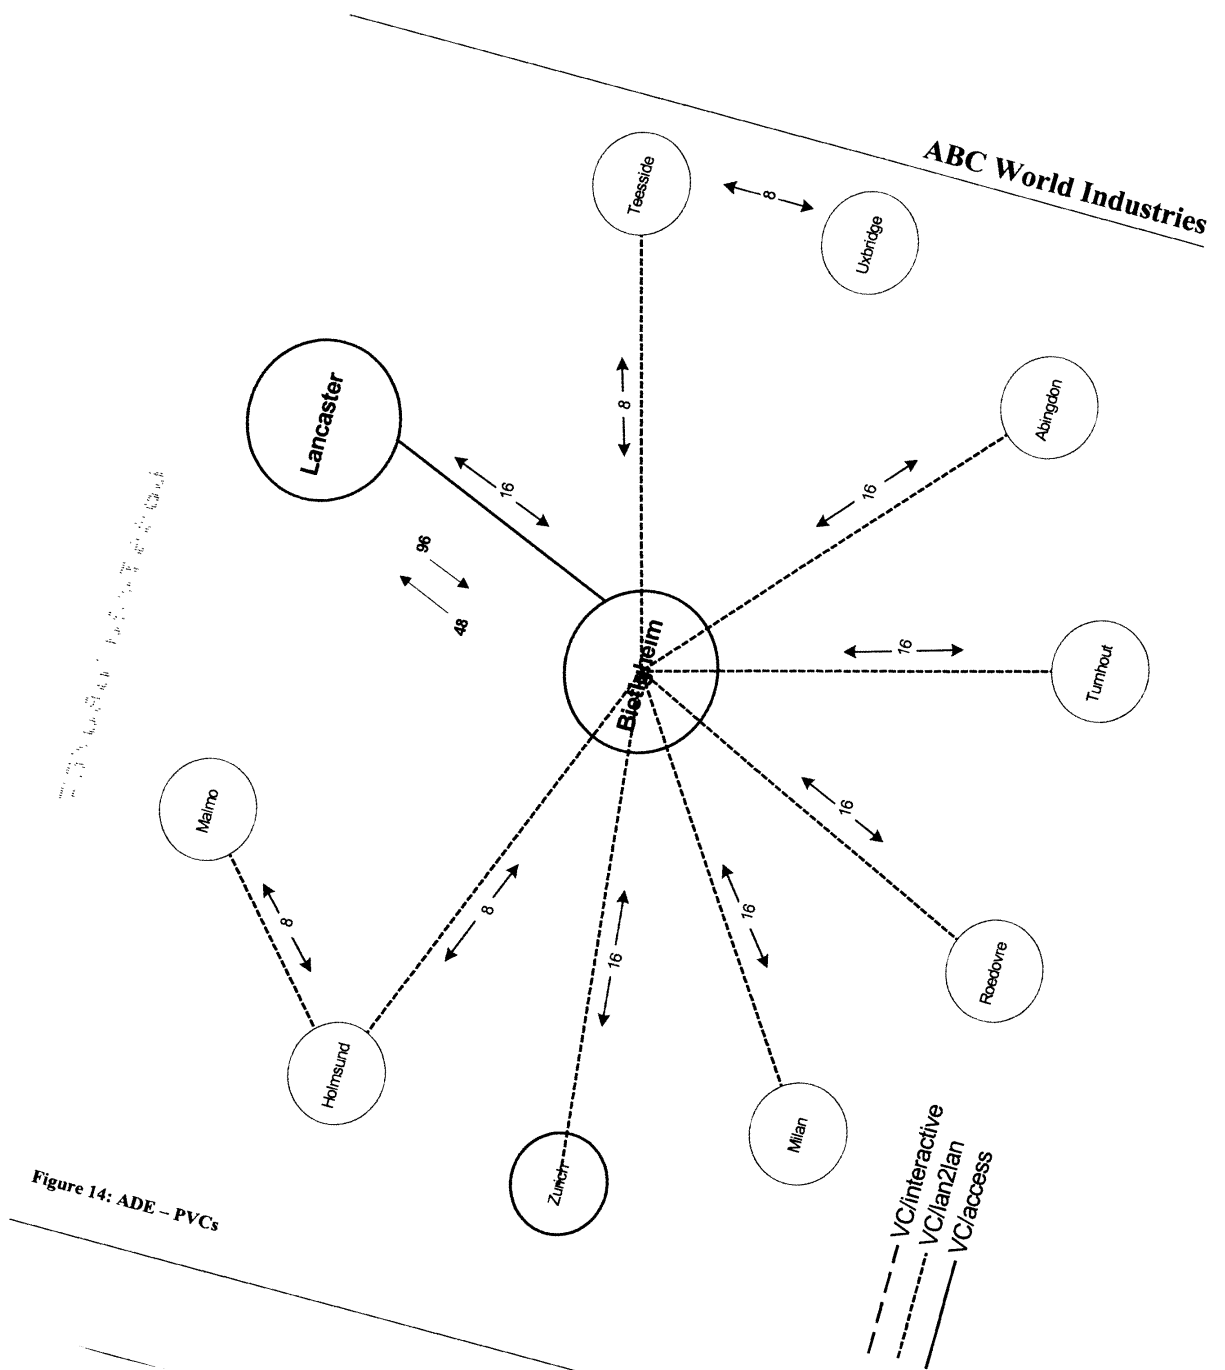 ABC World Industries
Teesside
8
Uxbridge
Lancaster
8
Abingdon
16
16
96
48
Bietigheim
16
Turnhout
Malmo
16
8
8
16
16
Roedovre
Holmsund
Milan
Zurich
Figure 14: ADE – PVCs
VC/interactive
VC/lan2lan
VC/access